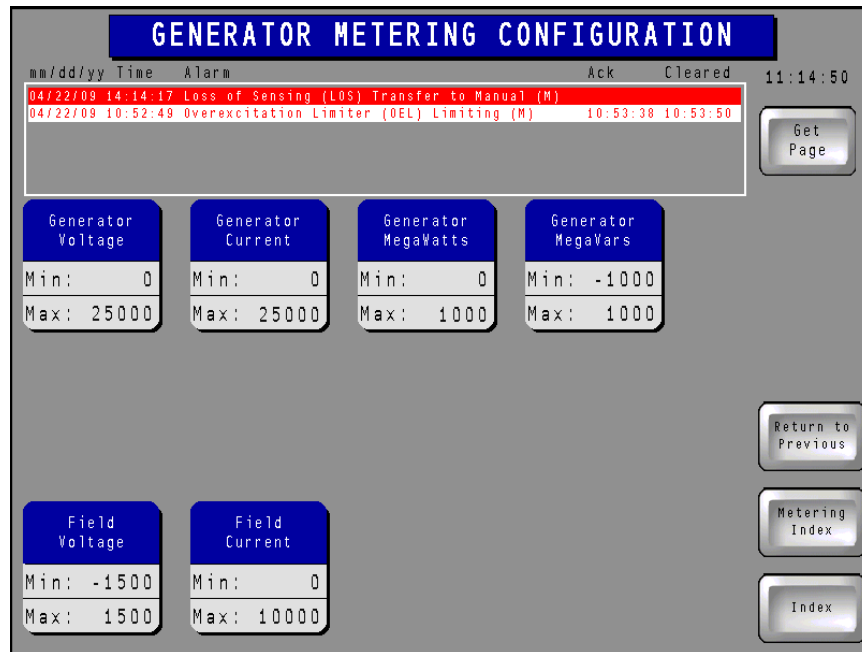 GENERATOR METERING CONFIGURATION
mm/dd/yy Time Alarm Ack Cleared
11:14:50
04/22/09 14:14:17 Loss of Sensing (LOS) Transfer to Manual (M)
04/22/09 10:52:49 Overexcitation Limiter (OEL) Limiting (M) 10:53:38 10:53:50
Get
Page
Generator
Voltage
Min: 0
Max: 25000
Generator
Current
Min: 0
Max: 25000
Generator
MegaWatts
Min: 0
Max: 1000
Generator
MegaVars
Min: -1000
Max: 1000
Return to
Previous
Field
Voltage
Min: -1500
Max: 1500
Field
Current
Min: 0
Max: 10000
Metering
Index
Index